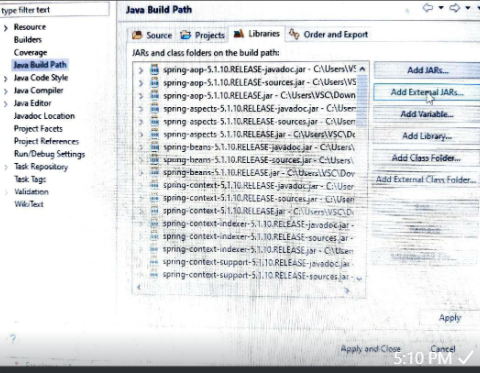 type filter text
Java Build Path
Resource
Builders
Coverage
Java Build Path
Java Code Style
Java Compiler
Java Editor
Javadoc Location
Project Facets
Project References
Run/Debug Settings
Task Repository
Task Tags
Validation
WikiText
Source Projects Libraries Order and Export
JARs and class folders on the build path:
spring-aop-5.1.10.RELEASE-javadoc.jar - C:\Users\VS
spring-aop-5.1.10.RELEASE-sources.jar - C:\Users\VS
spring-aop-5.1.10.RELEASE.jar - C:\Users\VSC\Down
spring-aspects-5.1.10.RELEASE-javadoc.jar - C:\User
spring-aspects-5.1.10.RELEASE-sources.jar - C:\User
spring-aspects-5.1.10.RELEASE.jar - C:\Users\VSC\Do
spring-beans-5.1.10.RELEASE-javadoc.jar - C:\Users\
spring-beans-5.1.10.RELEASE-sources.jar - C:\Users\
spring-beans-5.1.10.RELEASE.jar - C:\Users\VSC\Dov
spring-context-5.1.10.RELEASE-javadoc.jar - C:\User
spring-context-5.1.10.RELEASE-sources.jar - C:\User
spring-context-5.1.10.RELEASE.jar - C:\Users\VSC\Do
spring-context-indexer-5.1.10.RELEASE-javadoc.jar
spring-context-indexer-5.1.10.RELEASE-sources.jar -
spring-context-indexer-5.1.10.RELEASE.jar - C:\Users
spring-context-support-5.1.10.RELEASE-javadoc.jar
spring-context-support-5.1.10.RELEASE-sources.jar -
Add JARs...
Add External JARs...
Add Variable...
Add Library...
Add Class Folder...
Add External Class Folder...
Apply
Apply and Close
Cancel
5:10 PM